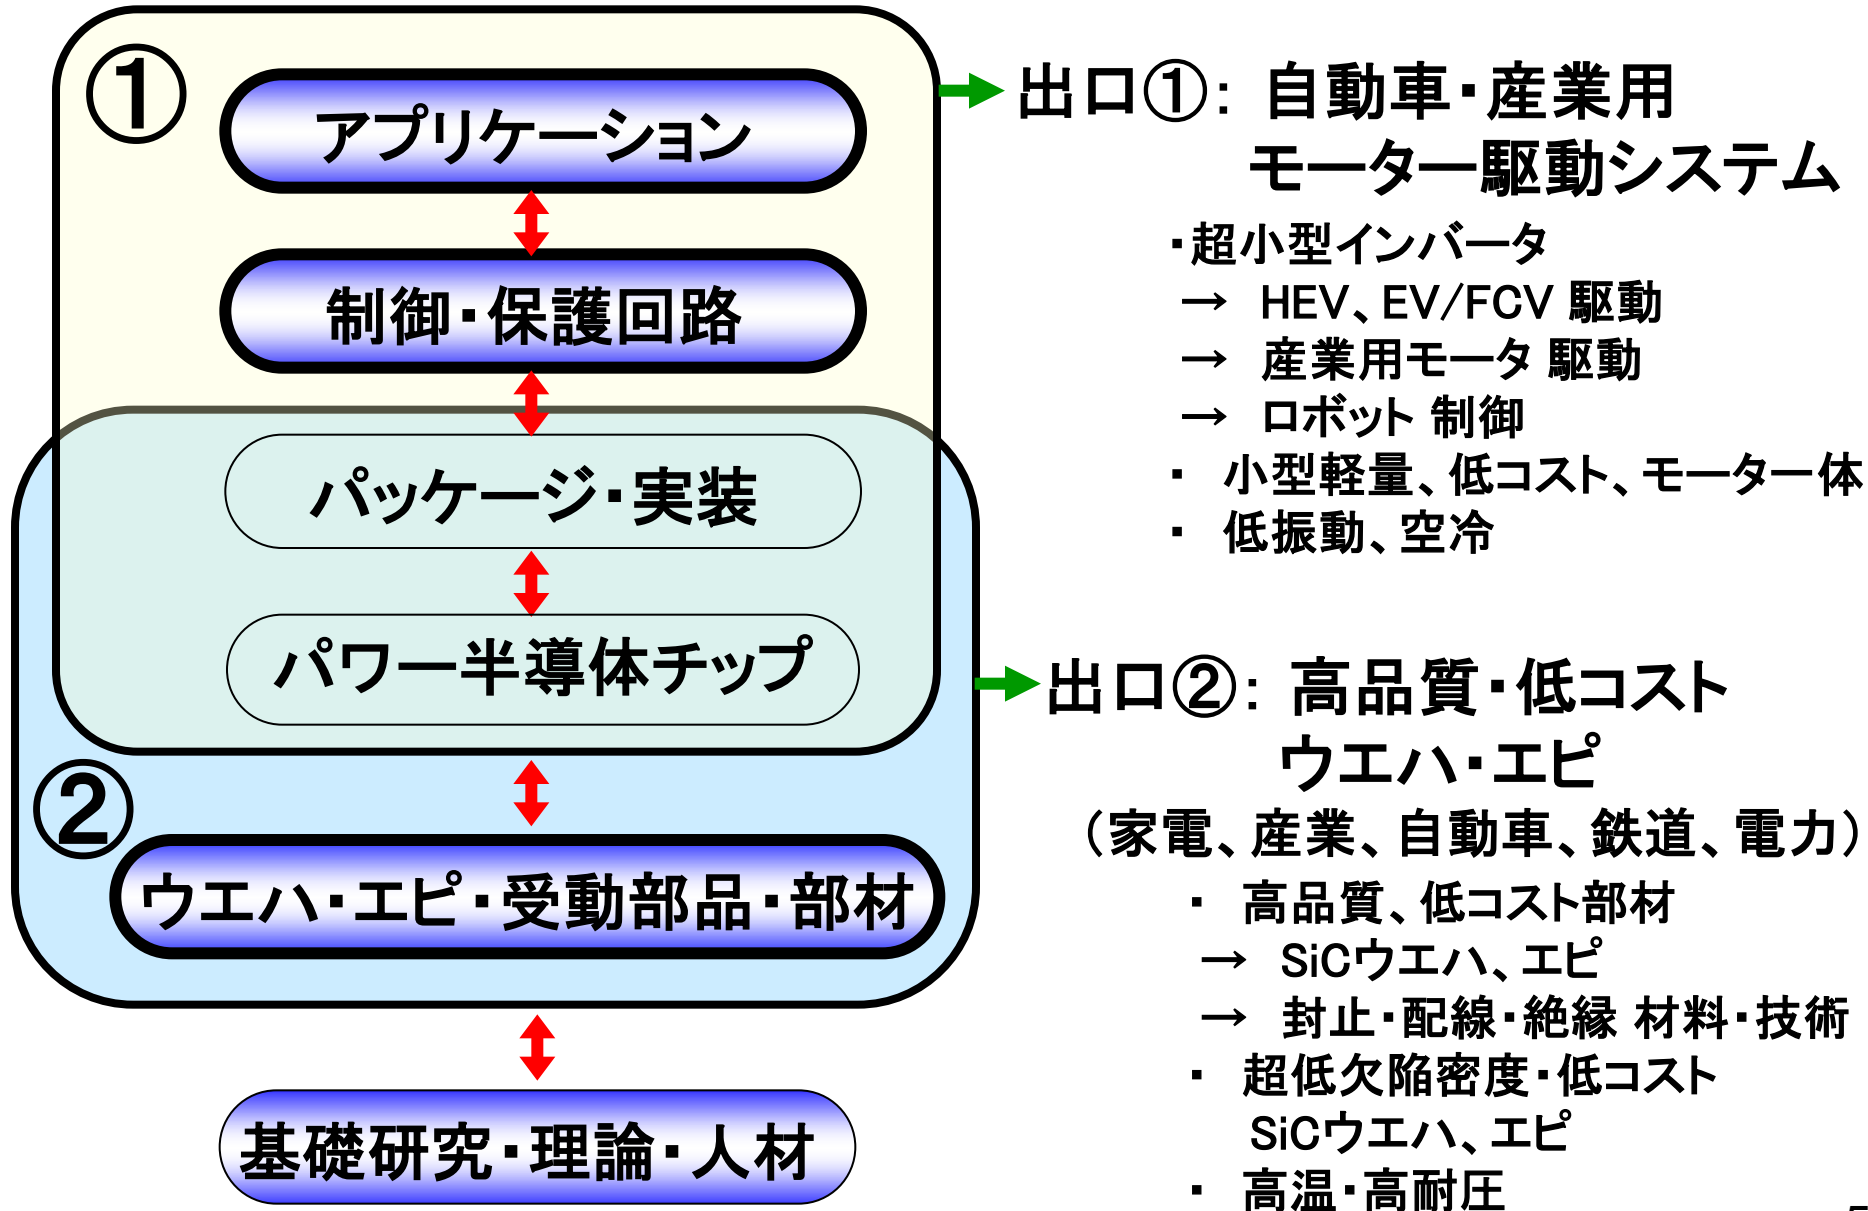 ①
アプリケーション
制御・保護回路
パッケージ・実装
パワー半導体チップ
②
ウエハ・エピ・受動部品・部材
基礎研究・理論・人材
出口①: 自動車・産業用
モーター駆動システム
・超小型インバータ
→ HEV、EV/FCV 駆動
→ 産業用モータ 駆動
→ ロボット 制御
・ 小型軽量、低コスト、モーター体
・ 低振動、空冷
出口②: 高品質・低コスト
ウエハ・エピ
（家電、産業、自動車、鉄道、電力）
・ 高品質、低コスト部材
→ SiCウエハ、エピ
→ 封止・配線・絶縁 材料・技術
・ 超低欠陥密度・低コスト
SiCウエハ、エピ
・ 高温・高耐圧